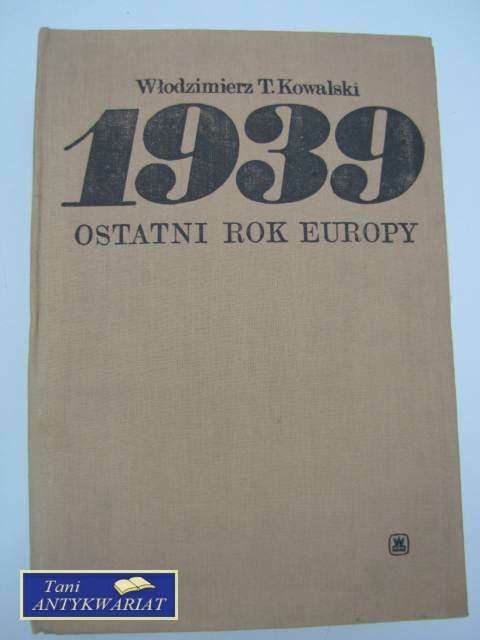 Włodzimierz T. Kowalski
1939
OSTATNI ROK EUROPY
Tani
ANTYKWARIAT